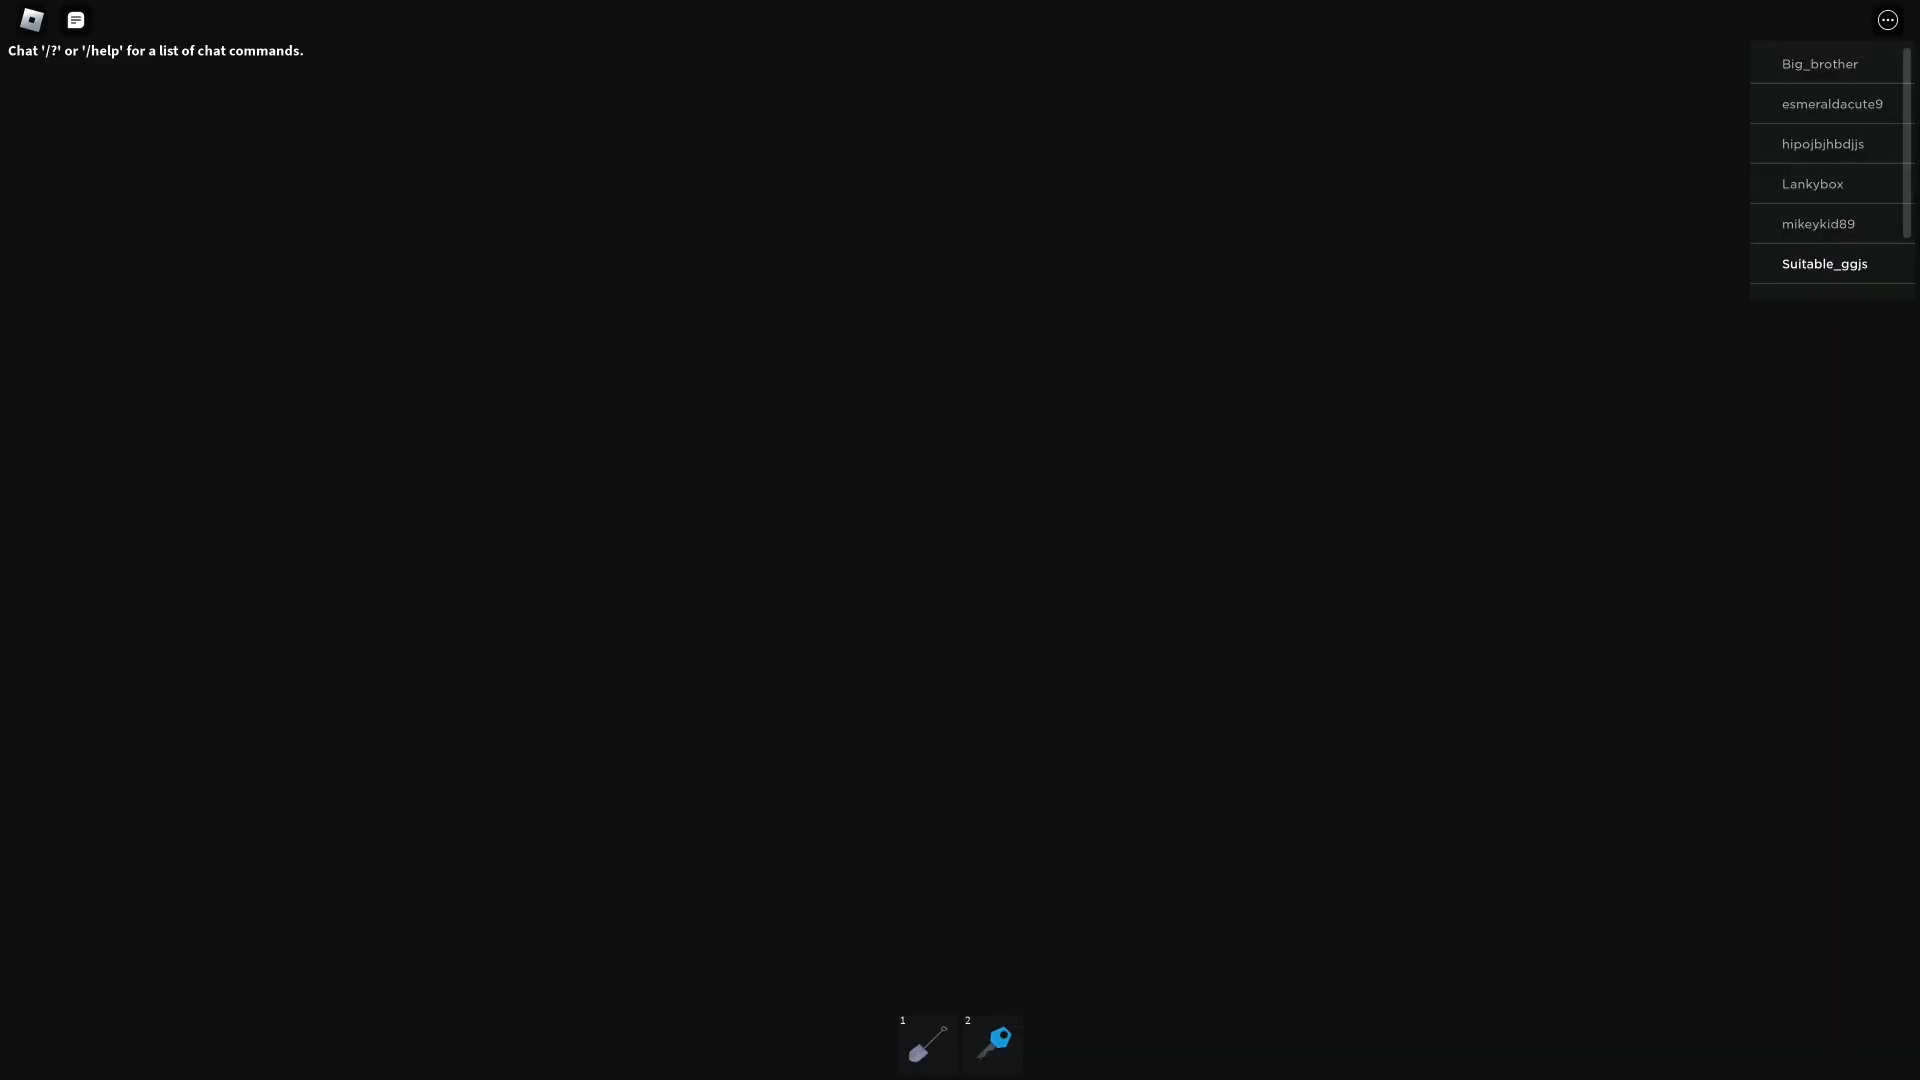 Chat '/?' or '/help' for a list of chat commands.
Big_brother
esmeraldacute9
hipojbjhbdjjs
Lankybox
mikeykid89
Suitable_ggjs
1
2